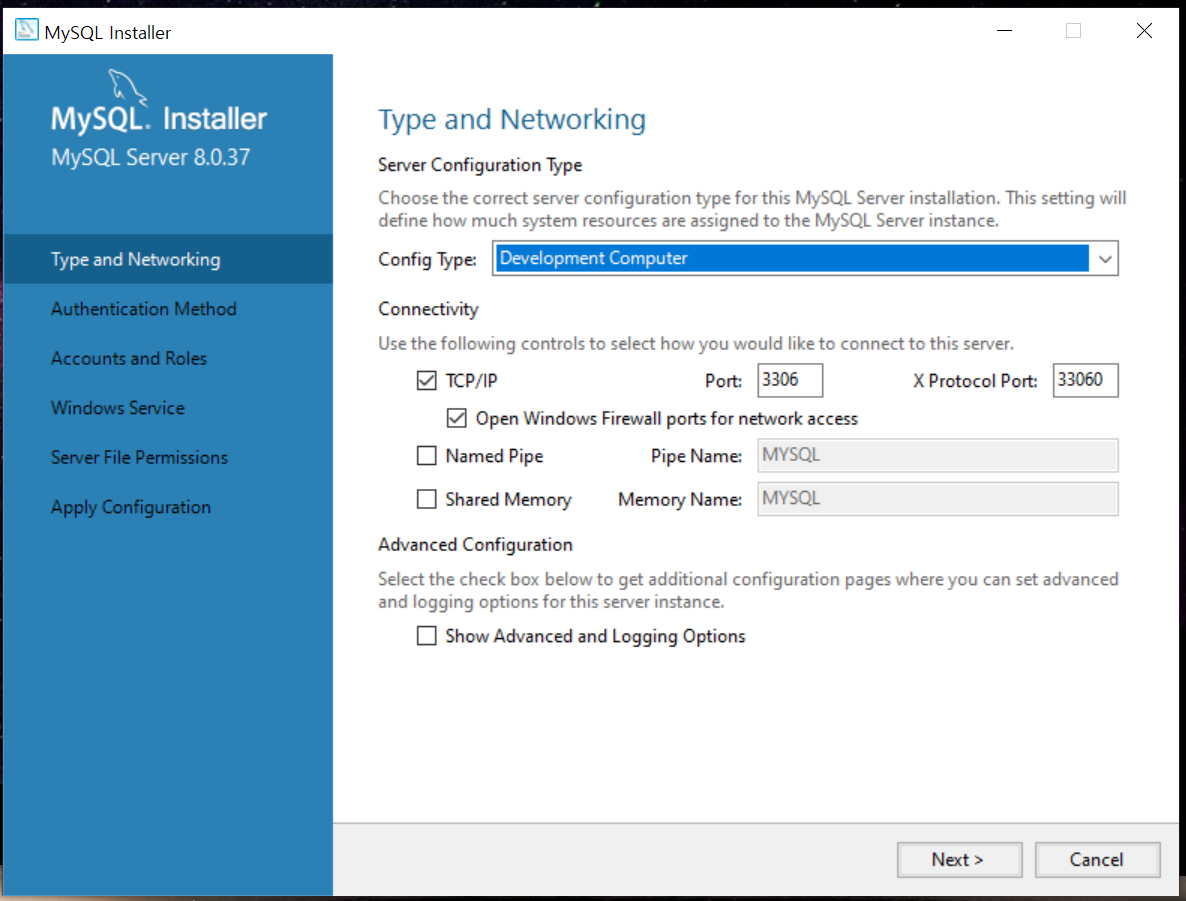 MySQL Installer
MySQL. Installer
MySQL Server 8.0.37
Type and Networking
Authentication Method
Accounts and Roles
Windows Service
Server File Permissions
Apply Configuration
Type and Networking
Server Configuration Type
Choose the correct server configuration type for this MySQL Server installation. This setting will
define how much system resources are assigned to the MySQL Server instance.
Config Type: Development Computer
Connectivity
Use the following controls to select how you would like to connect to this server.
TCP/IP Port: 3306 X Protocol Port: 33060
Open Windows Firewall ports for network access
Named Pipe Pipe Name: MYSQL
Shared Memory Memory Name: MYSQL
Advanced Configuration
Select the check box below to get additional configuration pages where you can set advanced
and logging options for this server instance.
Show Advanced and Logging Options
Next > Cancel